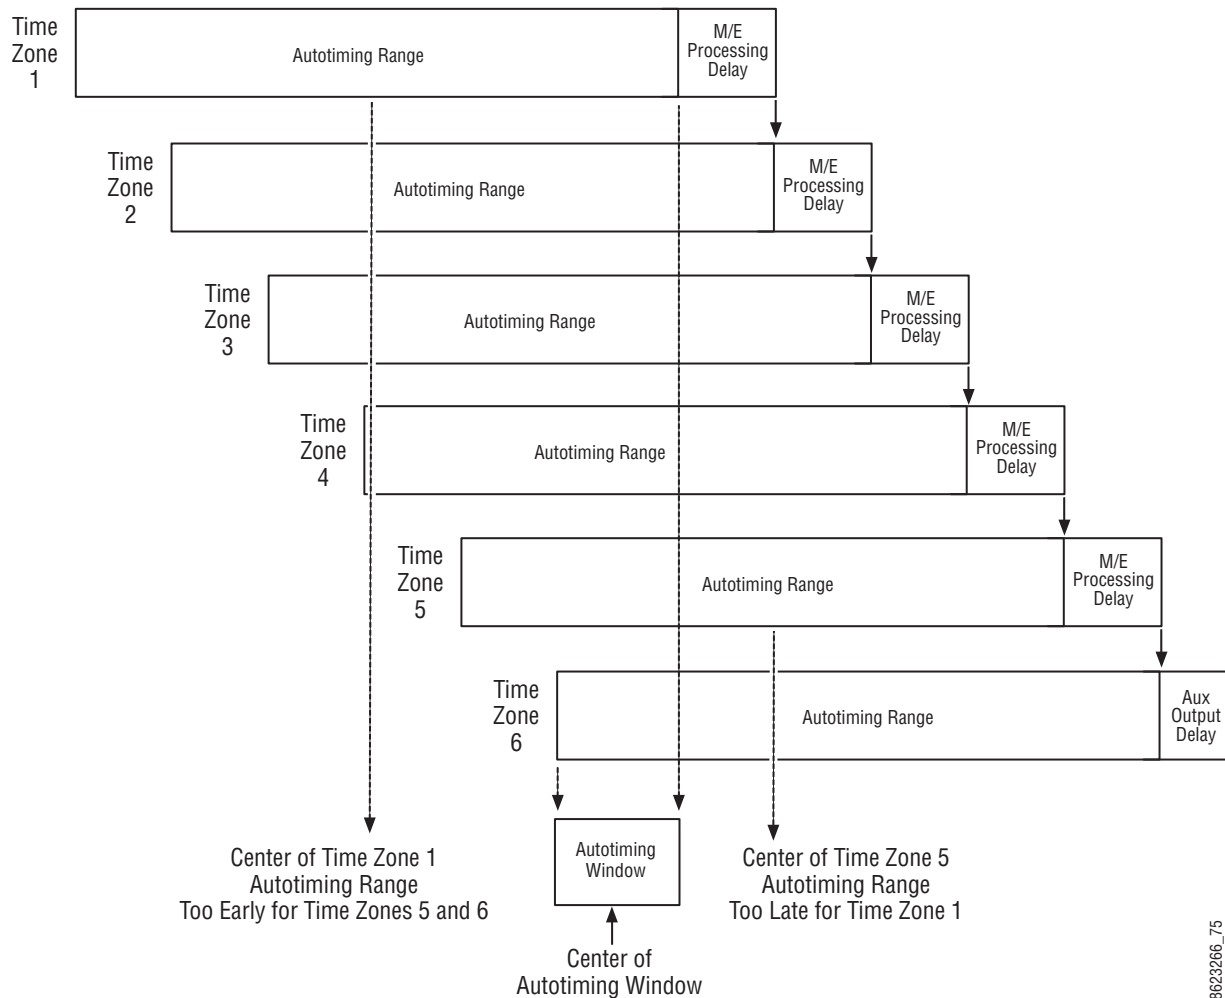 Time
Zone
1
Autotiming Range
M/E
Processing
Delay
Time
Zone
2
Autotiming Range
M/E
Processing
Delay
Time
Zone
3
Autotiming Range
M/E
Processing
Delay
Time
Zone
4
Autotiming Range
M/E
Processing
Delay
Time
Zone
5
Autotiming Range
M/E
Processing
Delay
Time
Zone
6
Autotiming Range
Aux
Output
Delay
Center of Time Zone 1
Autotiming Range
Too Early for Time Zones 5 and 6
Autotiming
Window
Center of Time Zone 5
Autotiming Range
Too Late for Time Zone 1
Center of
Autotiming Window
8623266_75